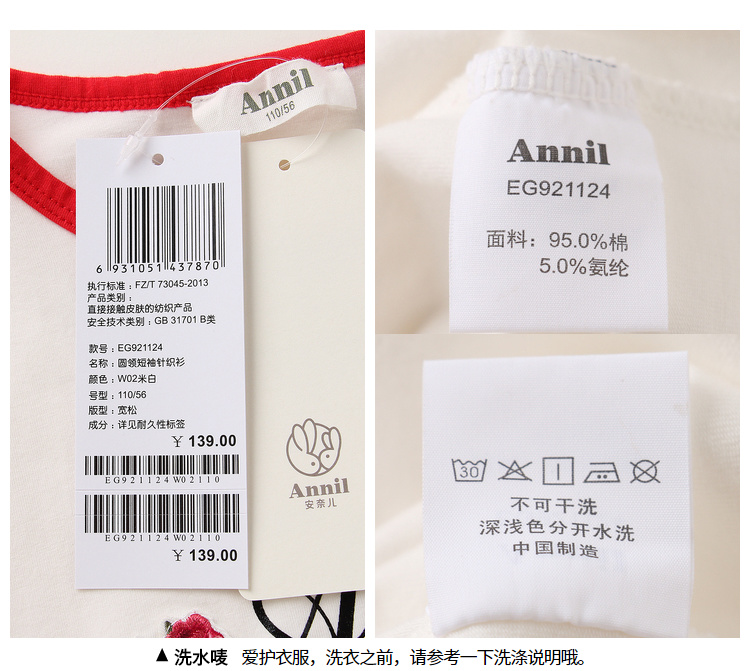 Annil
110/56
6 931051 437870
执行标准：FZ/T 73045-2013
产品类别：
直接接触皮肤的纺织产品
安全技术类别：GB 31701 B类
款号：EG921124
名称：圆领短袖针织衫
颜色：W02米白
号型：110/56
版型：宽松
成分：详见耐久性标签
￥139.00
EG921124W02110
EG921124W02110
￥139.00
Annil
安奈儿
Annil
EG921124
面料：95.0%棉
5.0%氨纶
30
不可干洗
深浅色分开水洗
中国制造
▲ 洗水唛 爱护衣服，洗衣之前，请参考一下洗涤说明哦。